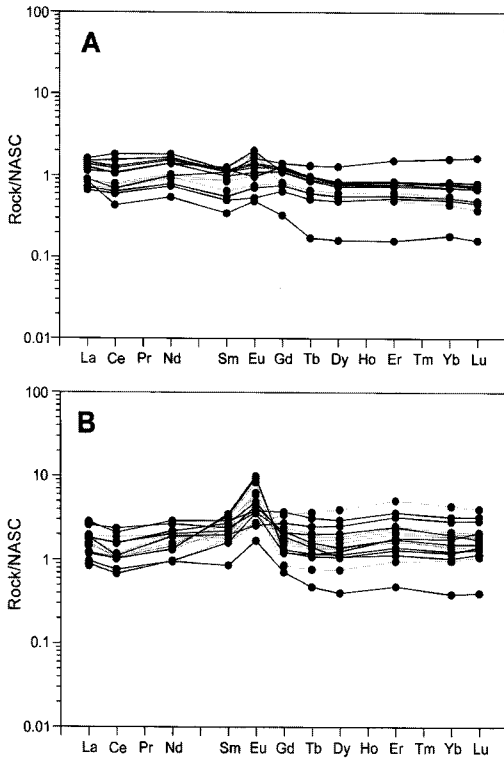 100
A
10
Rock/NASC
1
0.1
0.01
La Ce Pr Nd Sm Eu Gd Tb Dy Ho Er Tm Yb Lu
100
B
10
Rock/NASC
1
0.1
0.01
La Ce Pr Nd Sm Eu Gd Tb Dy Ho Er Tm Yb Lu